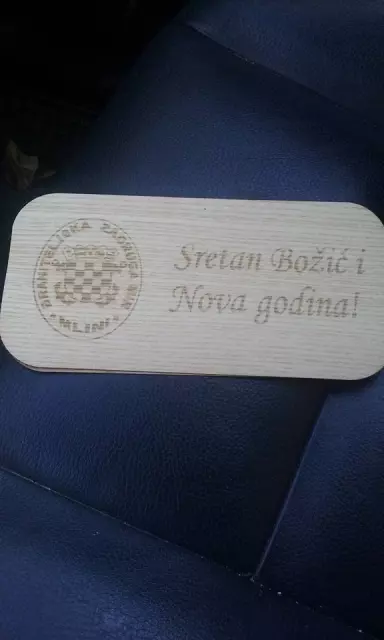 BRANITELJSKA ZADRUGA
MLINI
Sretan Božić i
Nova godina!